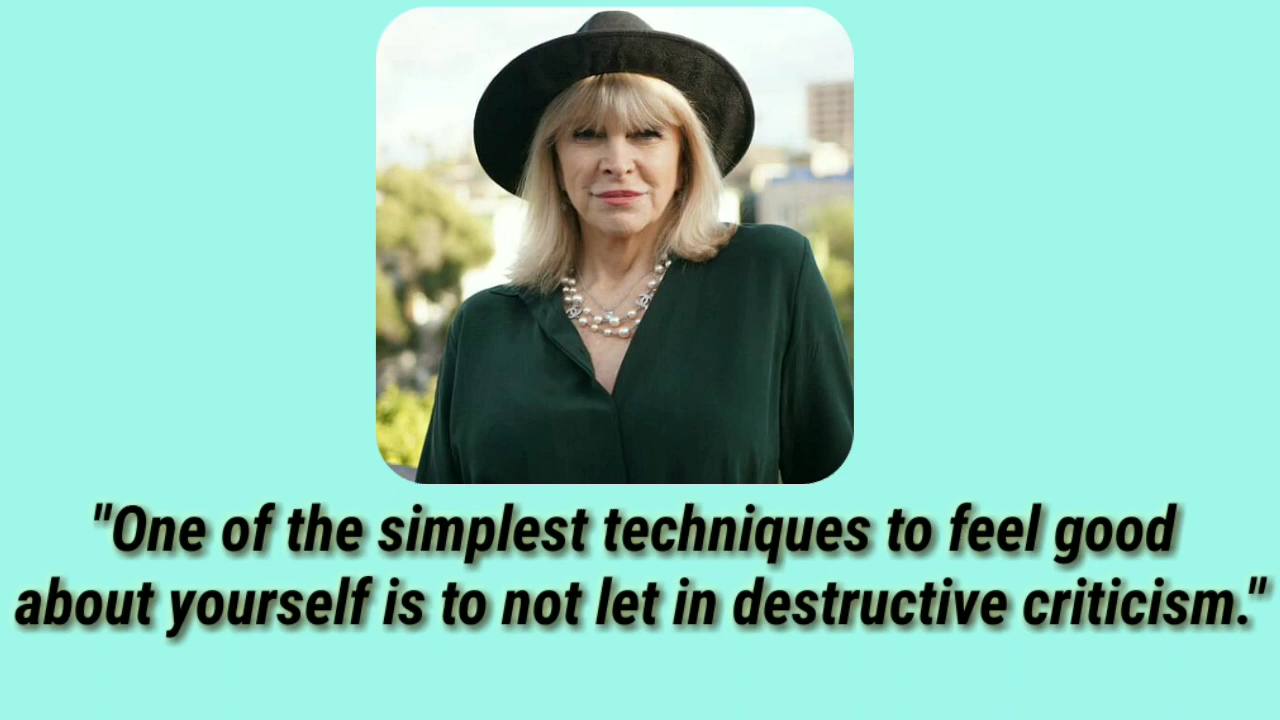 "One of the simplest techniques to feel good
about yourself is to not let in destructive criticism."